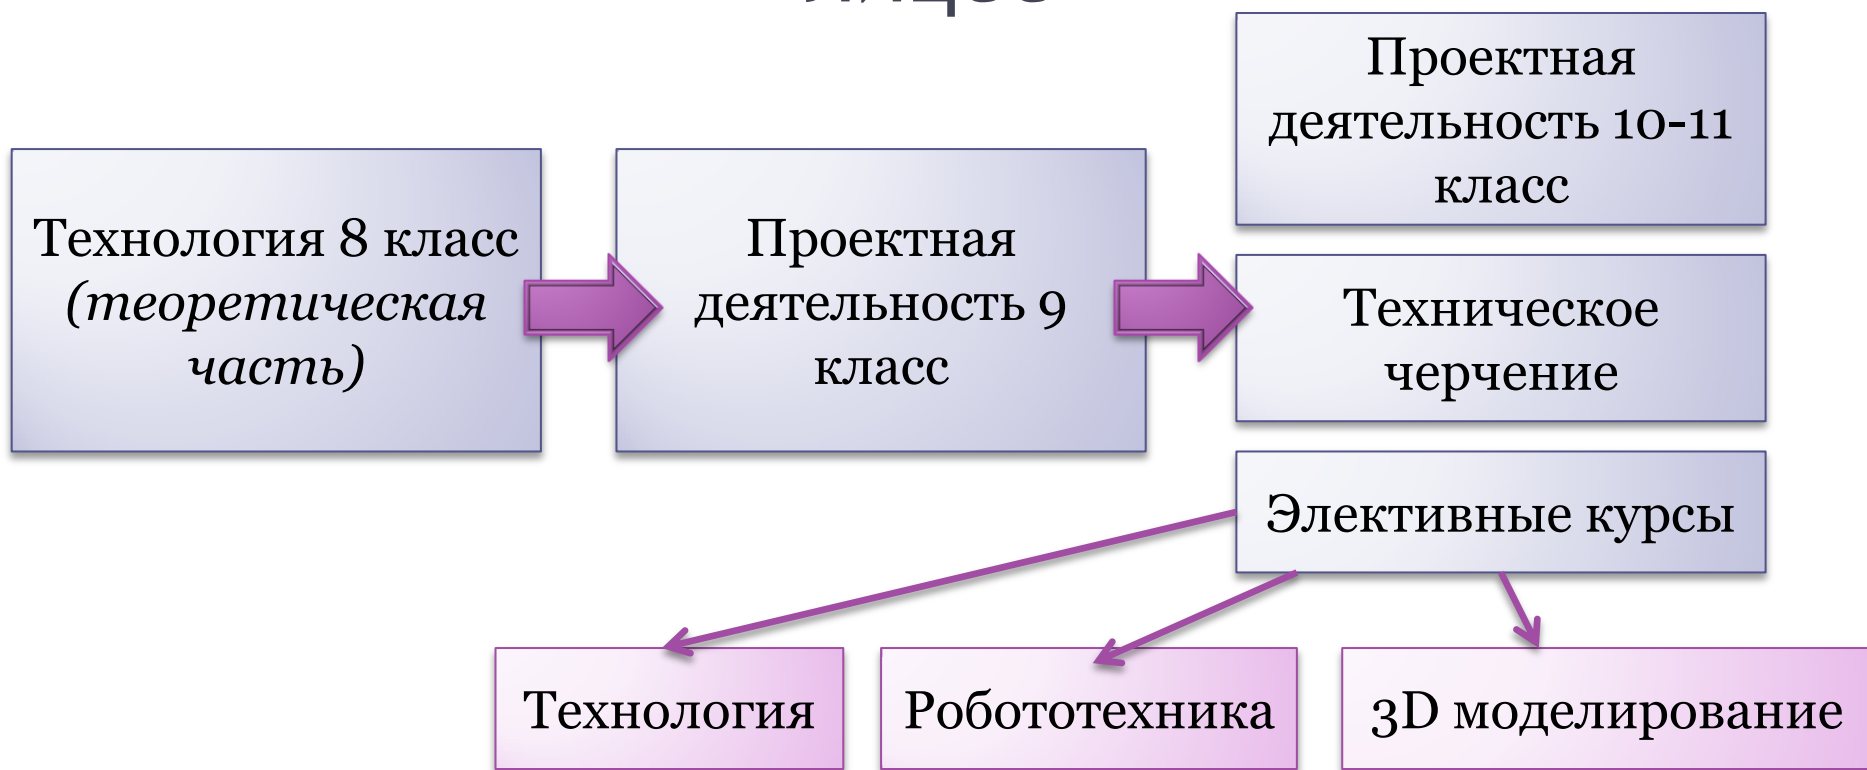 Технология 8 класс
(теоретическая
часть)
Проектная
деятельность 9
класс
Проектная
деятельность 10-11
класс
Техническое
черчение
Элективные курсы
Технология
Робототехника
3D моделирование